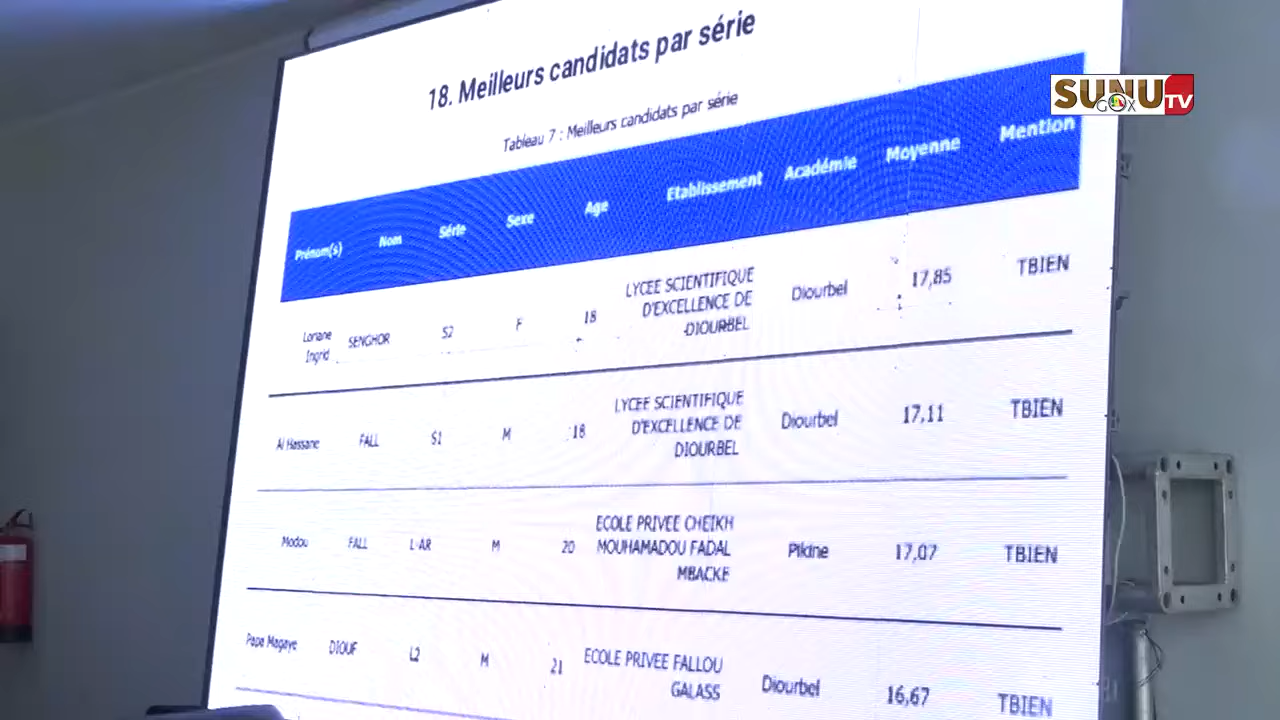 18. Meilleurs candidats par série
SUNU
GOX
TV
Tableau 7 : Meilleurs candidats par série
Prénom(s) Nom Série Sexe Age Etablissement Académie Moyenne Mention
Loriane
Ingrid
SENGHOR S2 F 18
LYCEE SCIENTIFIQUE
D'EXCELLENCE DE
DIOURBEL
Diourbel 17,85 TBIEN
Al Hassane FALL S1 M 18
LYCEE SCIENTIFIQUE
D'EXCELLENCE DE
DIOURBEL
Diourbel 17,11 TBIEN
Modou FALL L-AR M 20
ECOLE PRIVEE CHEIKH
MOUHAMADOU FADAL
MBACKE
Pikine 17,07 TBIEN
Papa Magaye DIOUF L2 M 21
ECOLE PRIVEE FALLOU
GALASS
Diourbel 16,67 TBIEN